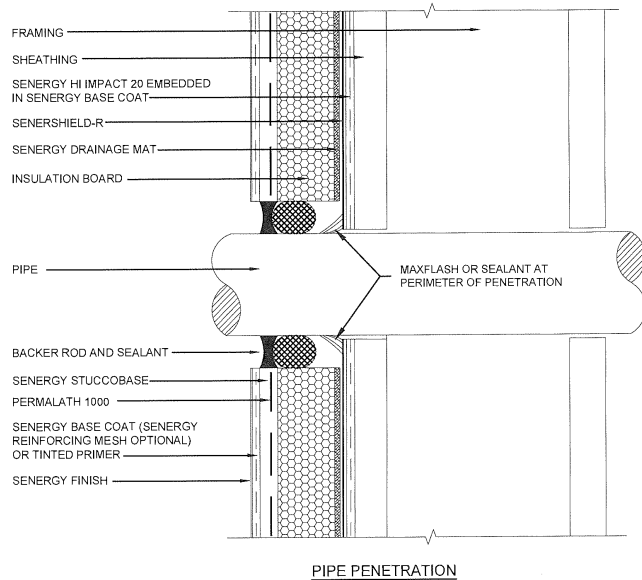 FRAMING
SHEATHING
SENERGY HI IMPACT 20 EMBEDDED
IN SENERGY BASE COAT
SENERSHIELD-R
SENERGY DRAINAGE MAT
INSULATION BOARD
PIPE
MAXFLASH OR SEALANT AT
PERIMETER OF PENETRATION
BACKER ROD AND SEALANT
SENERGY STUCCOBASE
PERMALATH 1000
SENERGY BASE COAT (SENERGY
REINFORCING MESH OPTIONAL)
OR TINTED PRIMER
SENERGY FINISH
PIPE PENETRATION